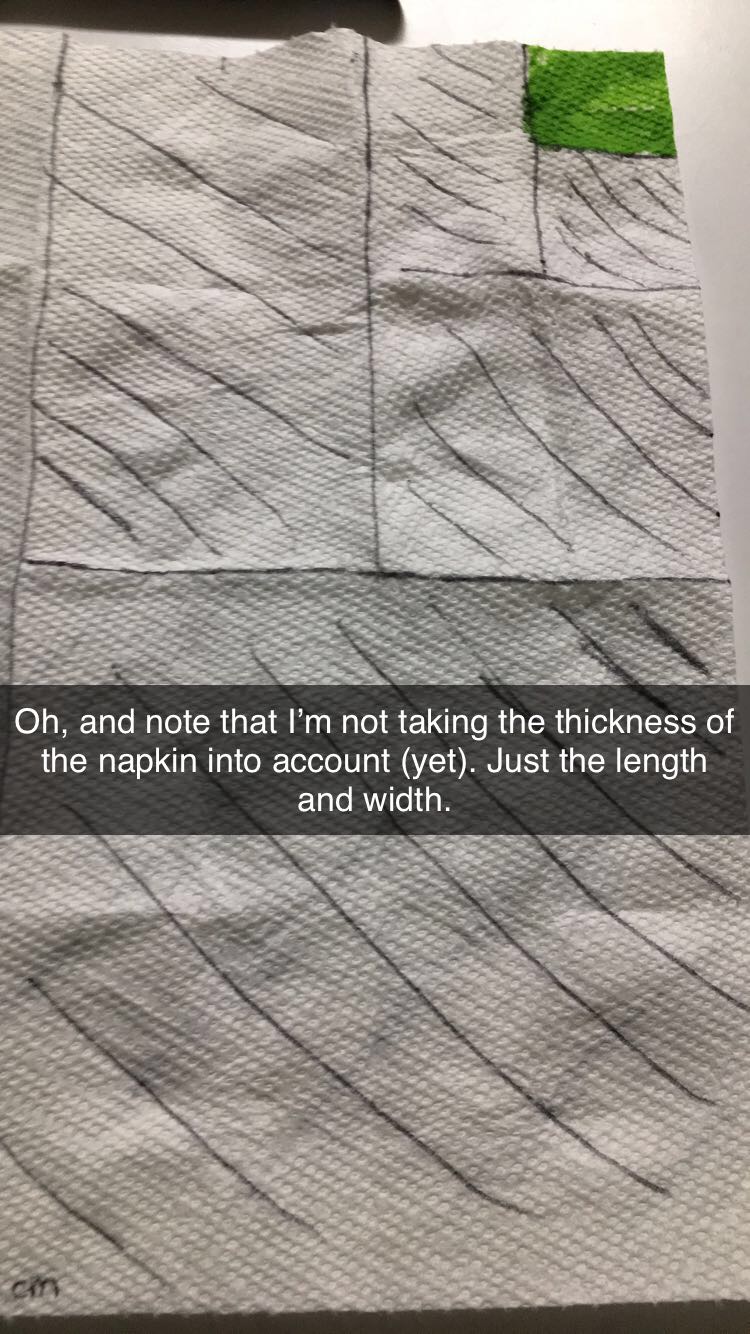 Oh, and note that I'm not taking the thickness of
the napkin into account (yet). Just the length
and width.
cm